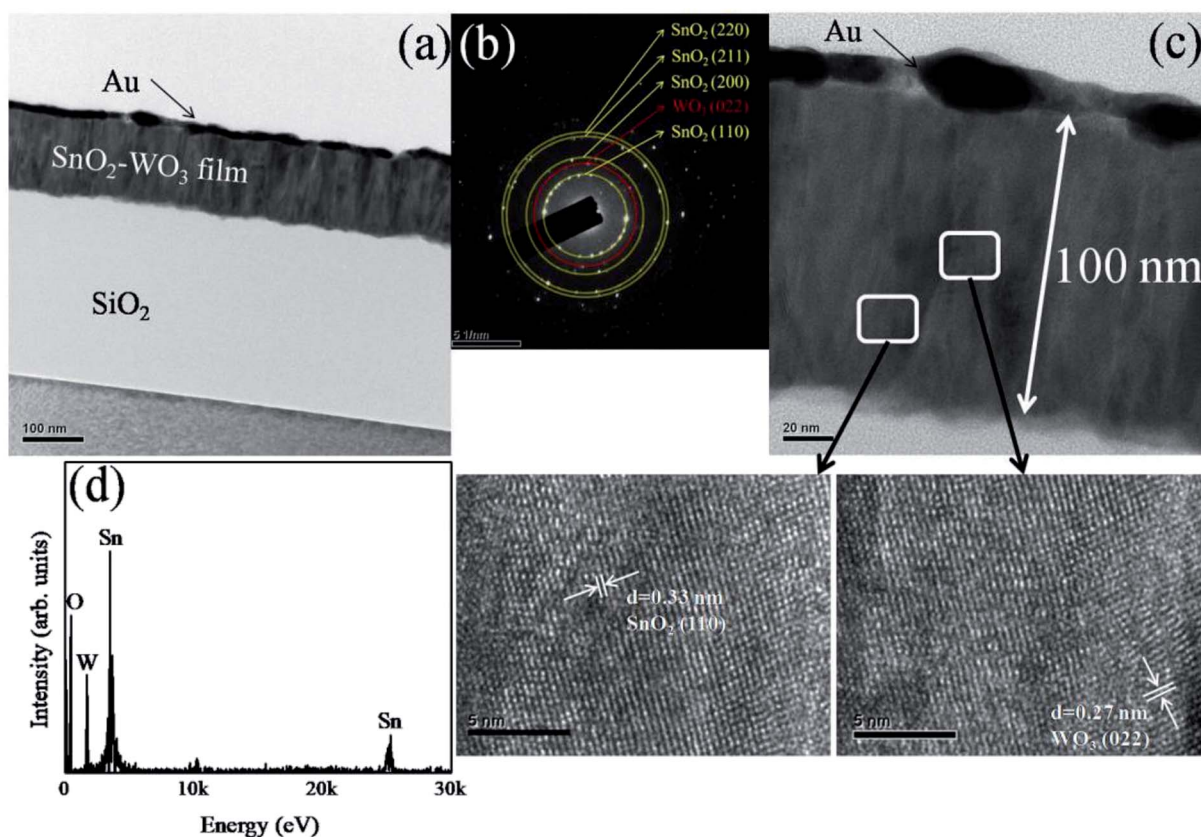 (a)
Au
SnO₂-WO₃ film
SiO₂
100 nm
(b)
SnO₂ (220)
SnO₂ (211)
SnO₂ (200)
WO₃ (022)
SnO₂ (110)
5 1/nm
(c)
Au
100 nm
20 nm
(d)
Intensity (arb. units)
O
W
Sn
Sn
0
10k
20k
30k
Energy (eV)
d=0.33 nm
SnO₂ (110)
5 nm
d=0.27 nm
WO₃ (022)
5 nm